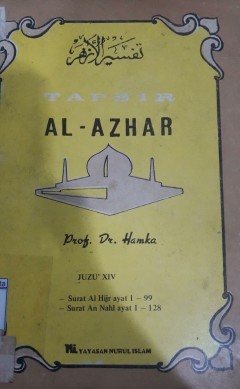 تفسير الأزهر
TAFSIR
AL-AZHAR
Prof. Dr. Hamka
JUZU' XIV
— Surat Al Hijr ayat 1 – 99
— Surat An Nahl ayat 1 – 128
YAYASAN NURUL ISLAM